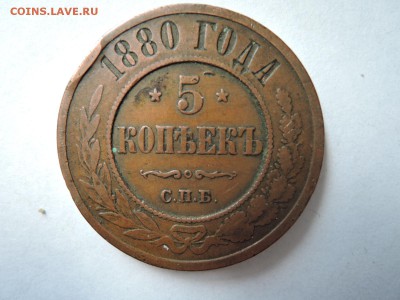 COINS.LAVE.RU
1880 ГОДА
* 5 *
КОПѢЕКЪ
С.П.Б.